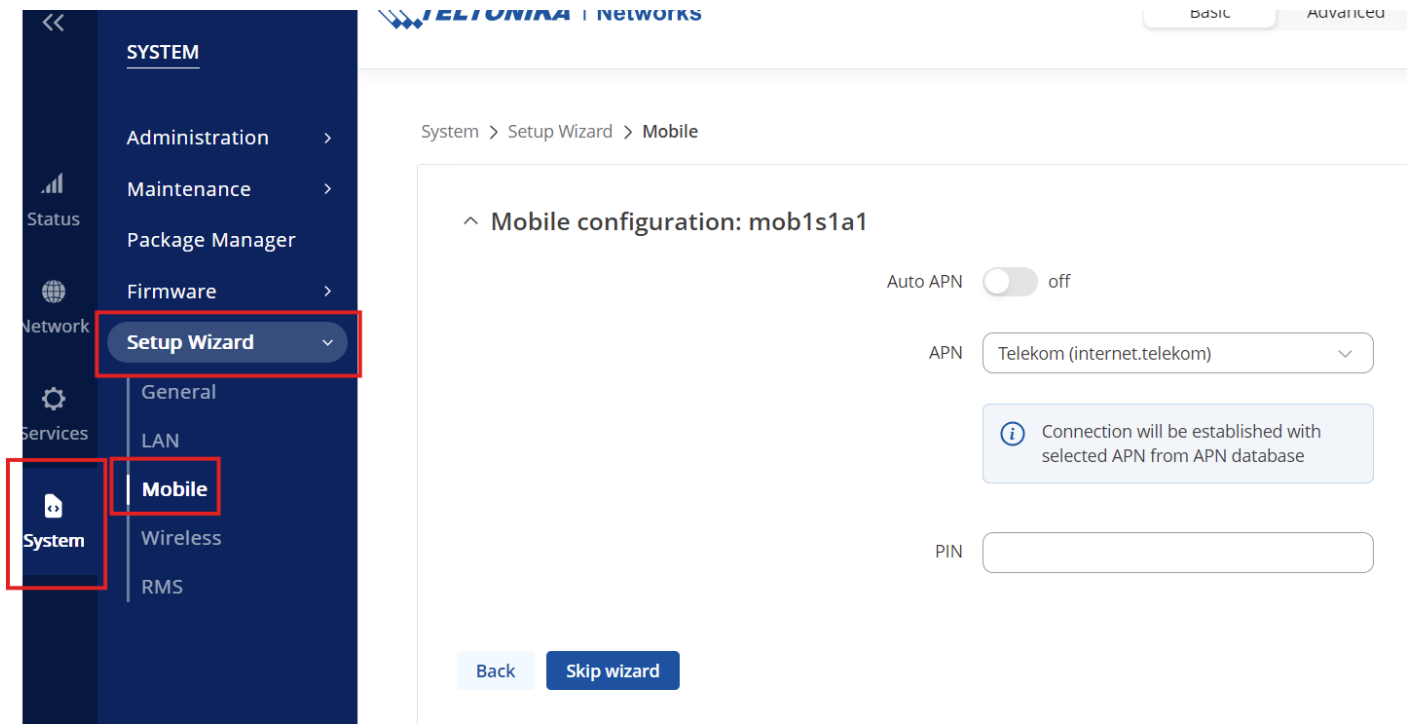 TELTONIKA | Networks
Basic
Advanced
SYSTEM
Administration
Maintenance
Package Manager
Firmware
Setup Wizard
General
LAN
Mobile
Wireless
RMS
Status
Network
Services
System
System > Setup Wizard > Mobile
Mobile configuration: mob1s1a1
Auto APN
off
APN
Telekom (internet.telekom)
Connection will be established with
selected APN from APN database
PIN
Back
Skip wizard